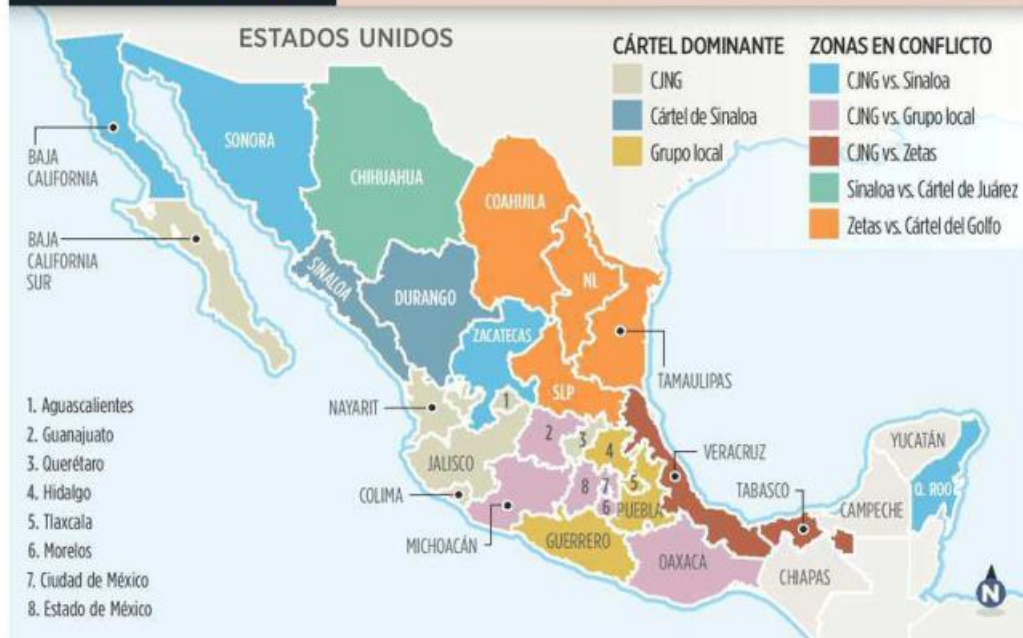 ESTADOS UNIDOS
CÁRTEL DOMINANTE
CJNG
Cártel de Sinaloa
Grupo local
ZONAS EN CONFLICTO
CJNG vs. Sinaloa
CJNG vs. Grupo local
CJNG vs. Zetas
Sinaloa vs. Cártel de Juárez
Zetas vs. Cártel del Golfo
BAJA
CALIFORNIA
SONORA
CHIHUAHUA
COAHUILA
BAJA
CALIFORNIA
SUR
SINALOA
DURANGO
NL
ZACATECAS
TAMAULIPAS
SLP
NAYARIT
1
2
3
4
VERACRUZ
YUCATÁN
JALISCO
COLIMA
8
7
6
5
PUEBLA
TABASCO
CAMPECHE
Q. ROO
MICHOACÁN
GUERRERO
OAXACA
CHIAPAS
1. Aguascalientes
2. Guanajuato
3. Querétaro
4. Hidalgo
5. Tlaxcala
6. Morelos
7. Ciudad de México
8. Estado de México
N